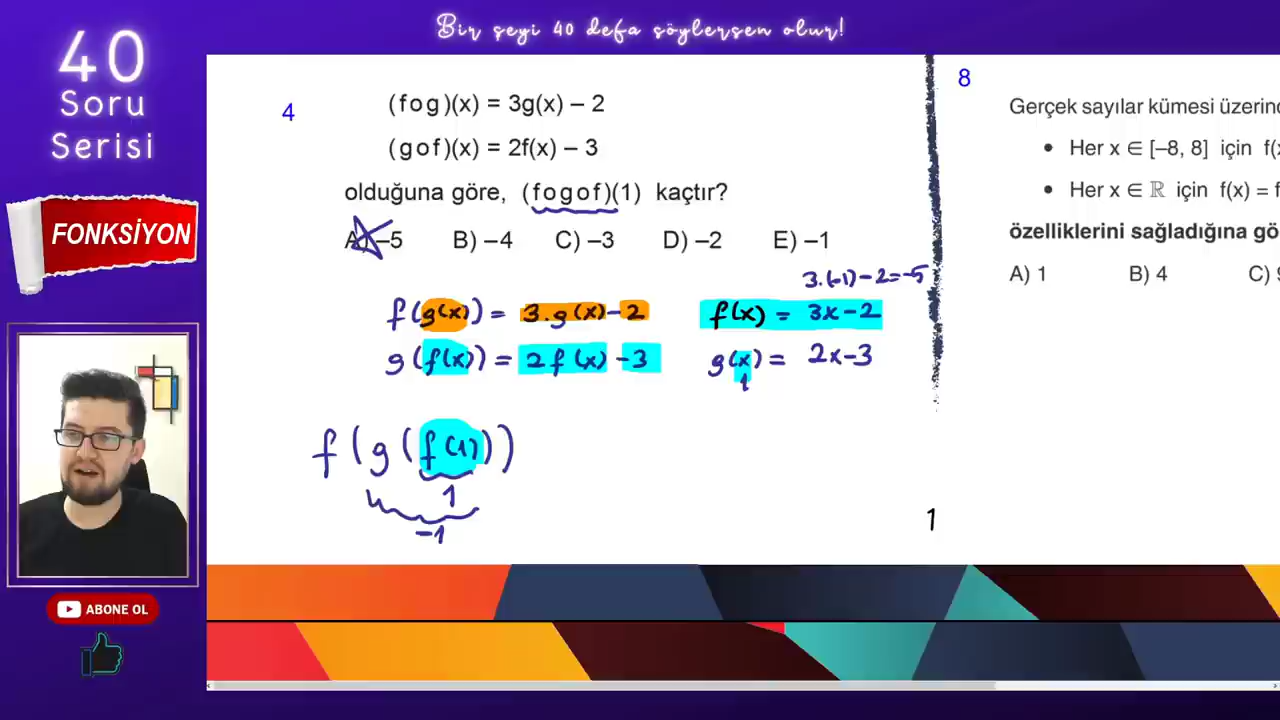 Bir şeyi 40 defa söylersen olur!
40
Soru
Serisi
FONKSİYON
ABONE OL
4
(fog)(x) = 3g(x) – 2
(gof)(x) = 2f(x) – 3
olduğuna göre, (fogof)(1) kaçtır?
A) –5 B) –4 C) –3 D) –2 E) –1
3.(-1)-2=-5
f(g(x)) = 3.g(x)-2 f(x) = 3x-2
g(f(x)) = 2f(x)-3 g(x) = 2x-3
1
f(g(f(1)))
1
-1
1
8
Gerçek sayılar kümesi üzerin
• Her x ∈ [–8, 8] için f(
• Her x ∈ ℝ için f(x) = f
özelliklerini sağladığına gö
A) 1 B) 4 C)